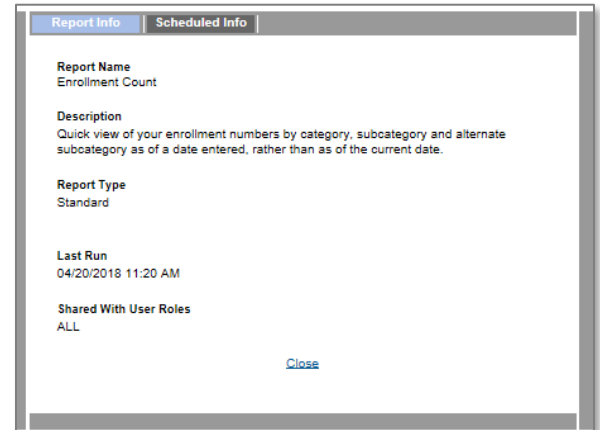 Report Info Scheduled Info
Report Name
Enrollment Count
Description
Quick view of your enrollment numbers by category, subcategory and alternate
subcategory as of a date entered, rather than as of the current date.
Report Type
Standard
Last Run
04/20/2018 11:20 AM
Shared With User Roles
ALL
Close